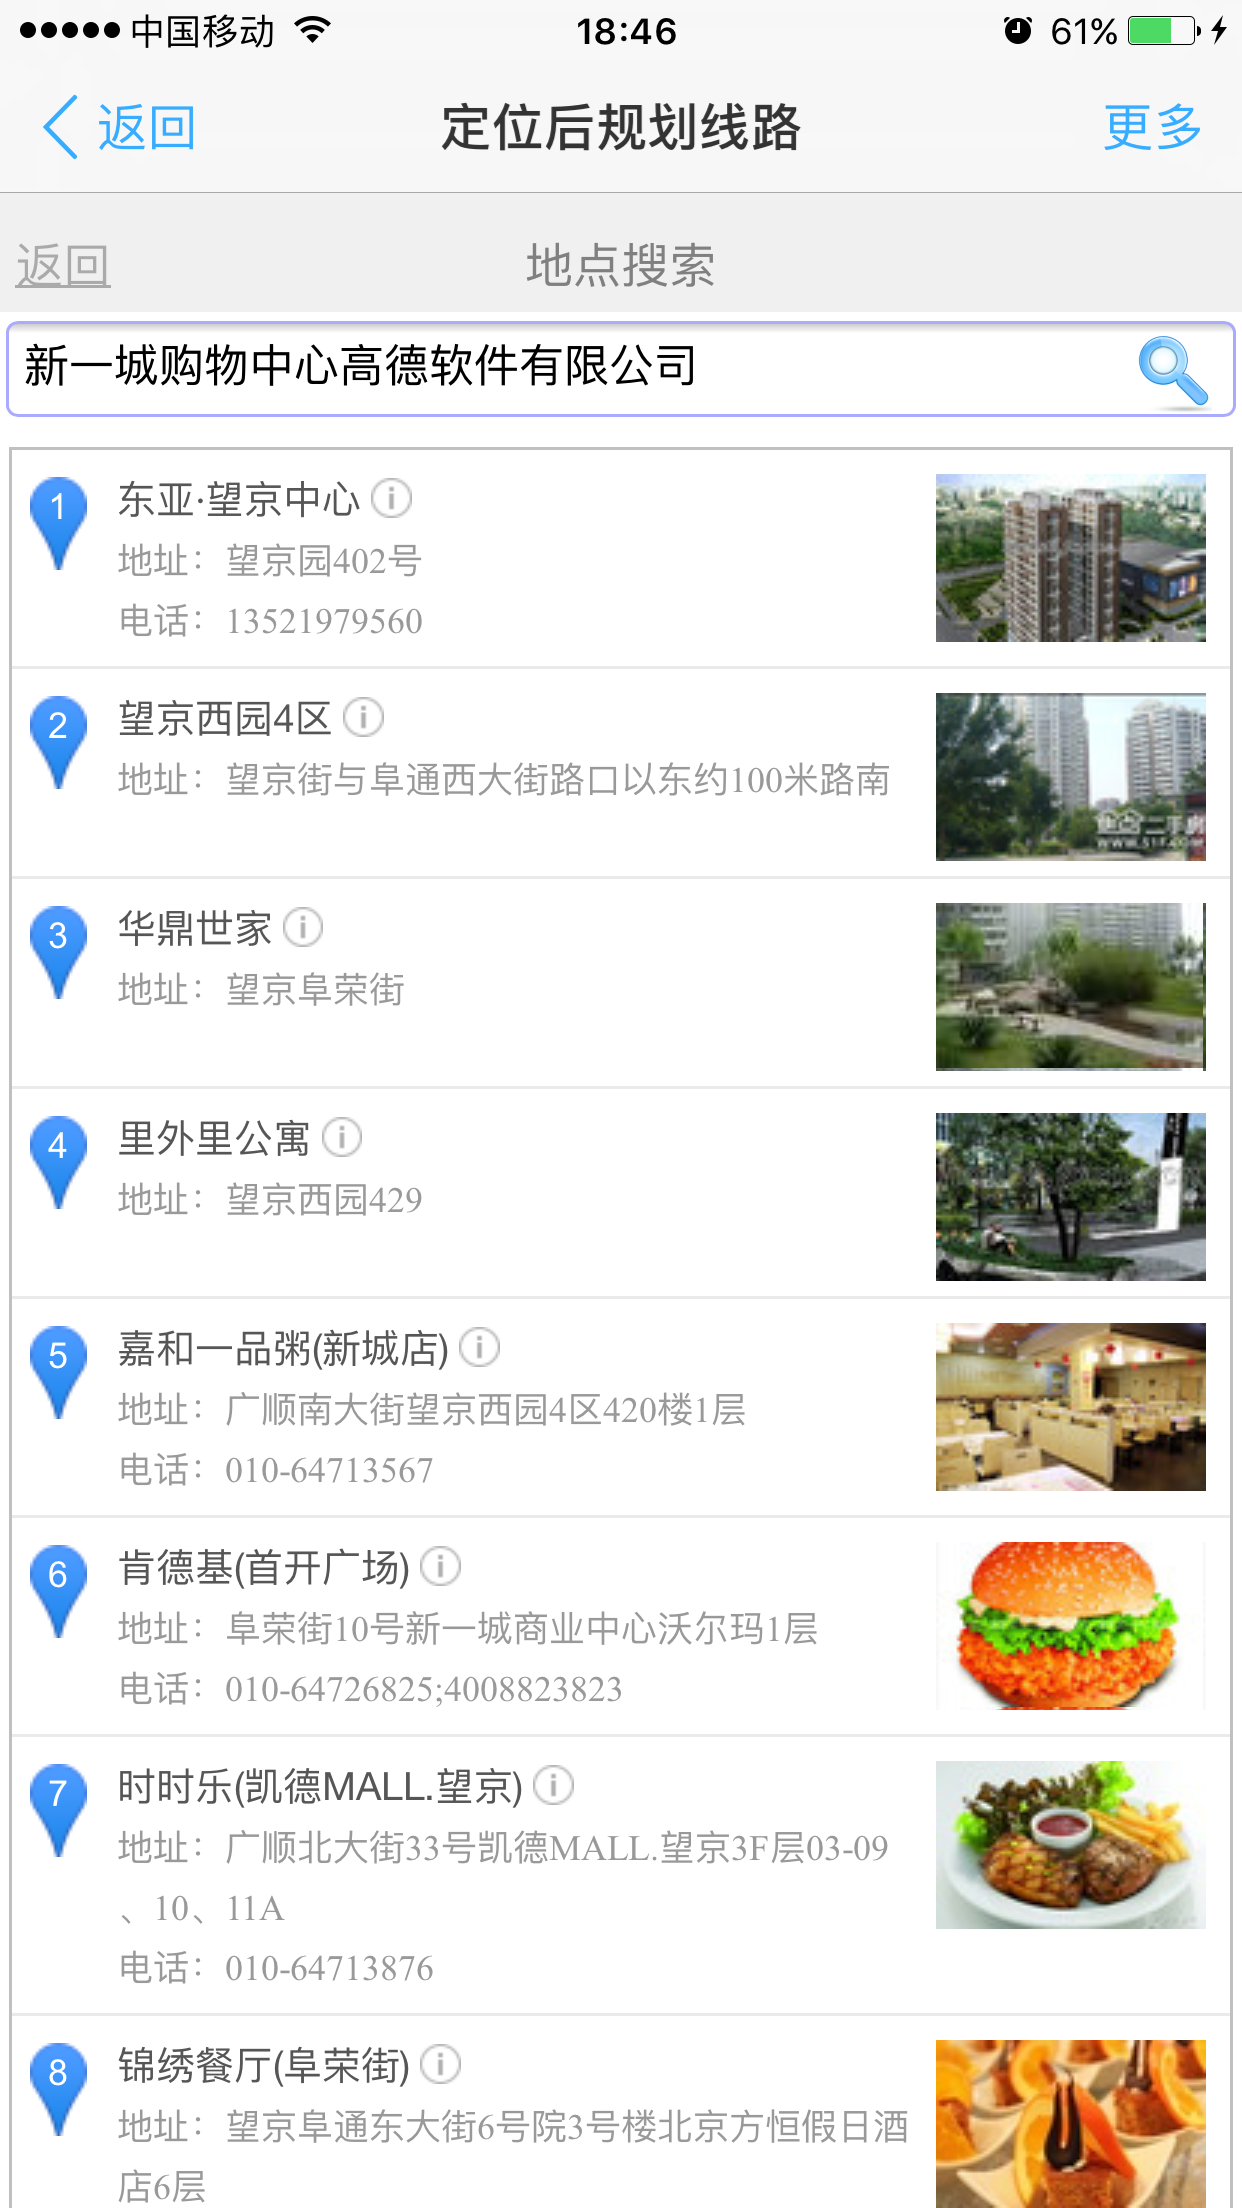 中国移动
18:46
61%
返回
定位后规划线路
更多
返回
地点搜索
新一城购物中心高德软件有限公司
1
东亚·望京中心
地址：望京园402号
电话：13521979560
2
望京西园4区
地址：望京街与阜通西大街路口以东约100米路南
3
华鼎世家
地址：望京阜荣街
4
里外里公寓
地址：望京西园429
5
嘉和一品粥(新城店)
地址：广顺南大街望京西园4区420楼1层
电话：010-64713567
6
肯德基(首开广场)
地址：阜荣街10号新一城商业中心沃尔玛1层
电话：010-64726825;4008823823
7
时时乐(凯德MALL.望京)
地址：广顺北大街33号凯德MALL.望京3F层03-09
、10、11A
电话：010-64713876
8
锦绣餐厅(阜荣街)
地址：望京阜通东大街6号院3号楼北京方恒假日酒
店6层